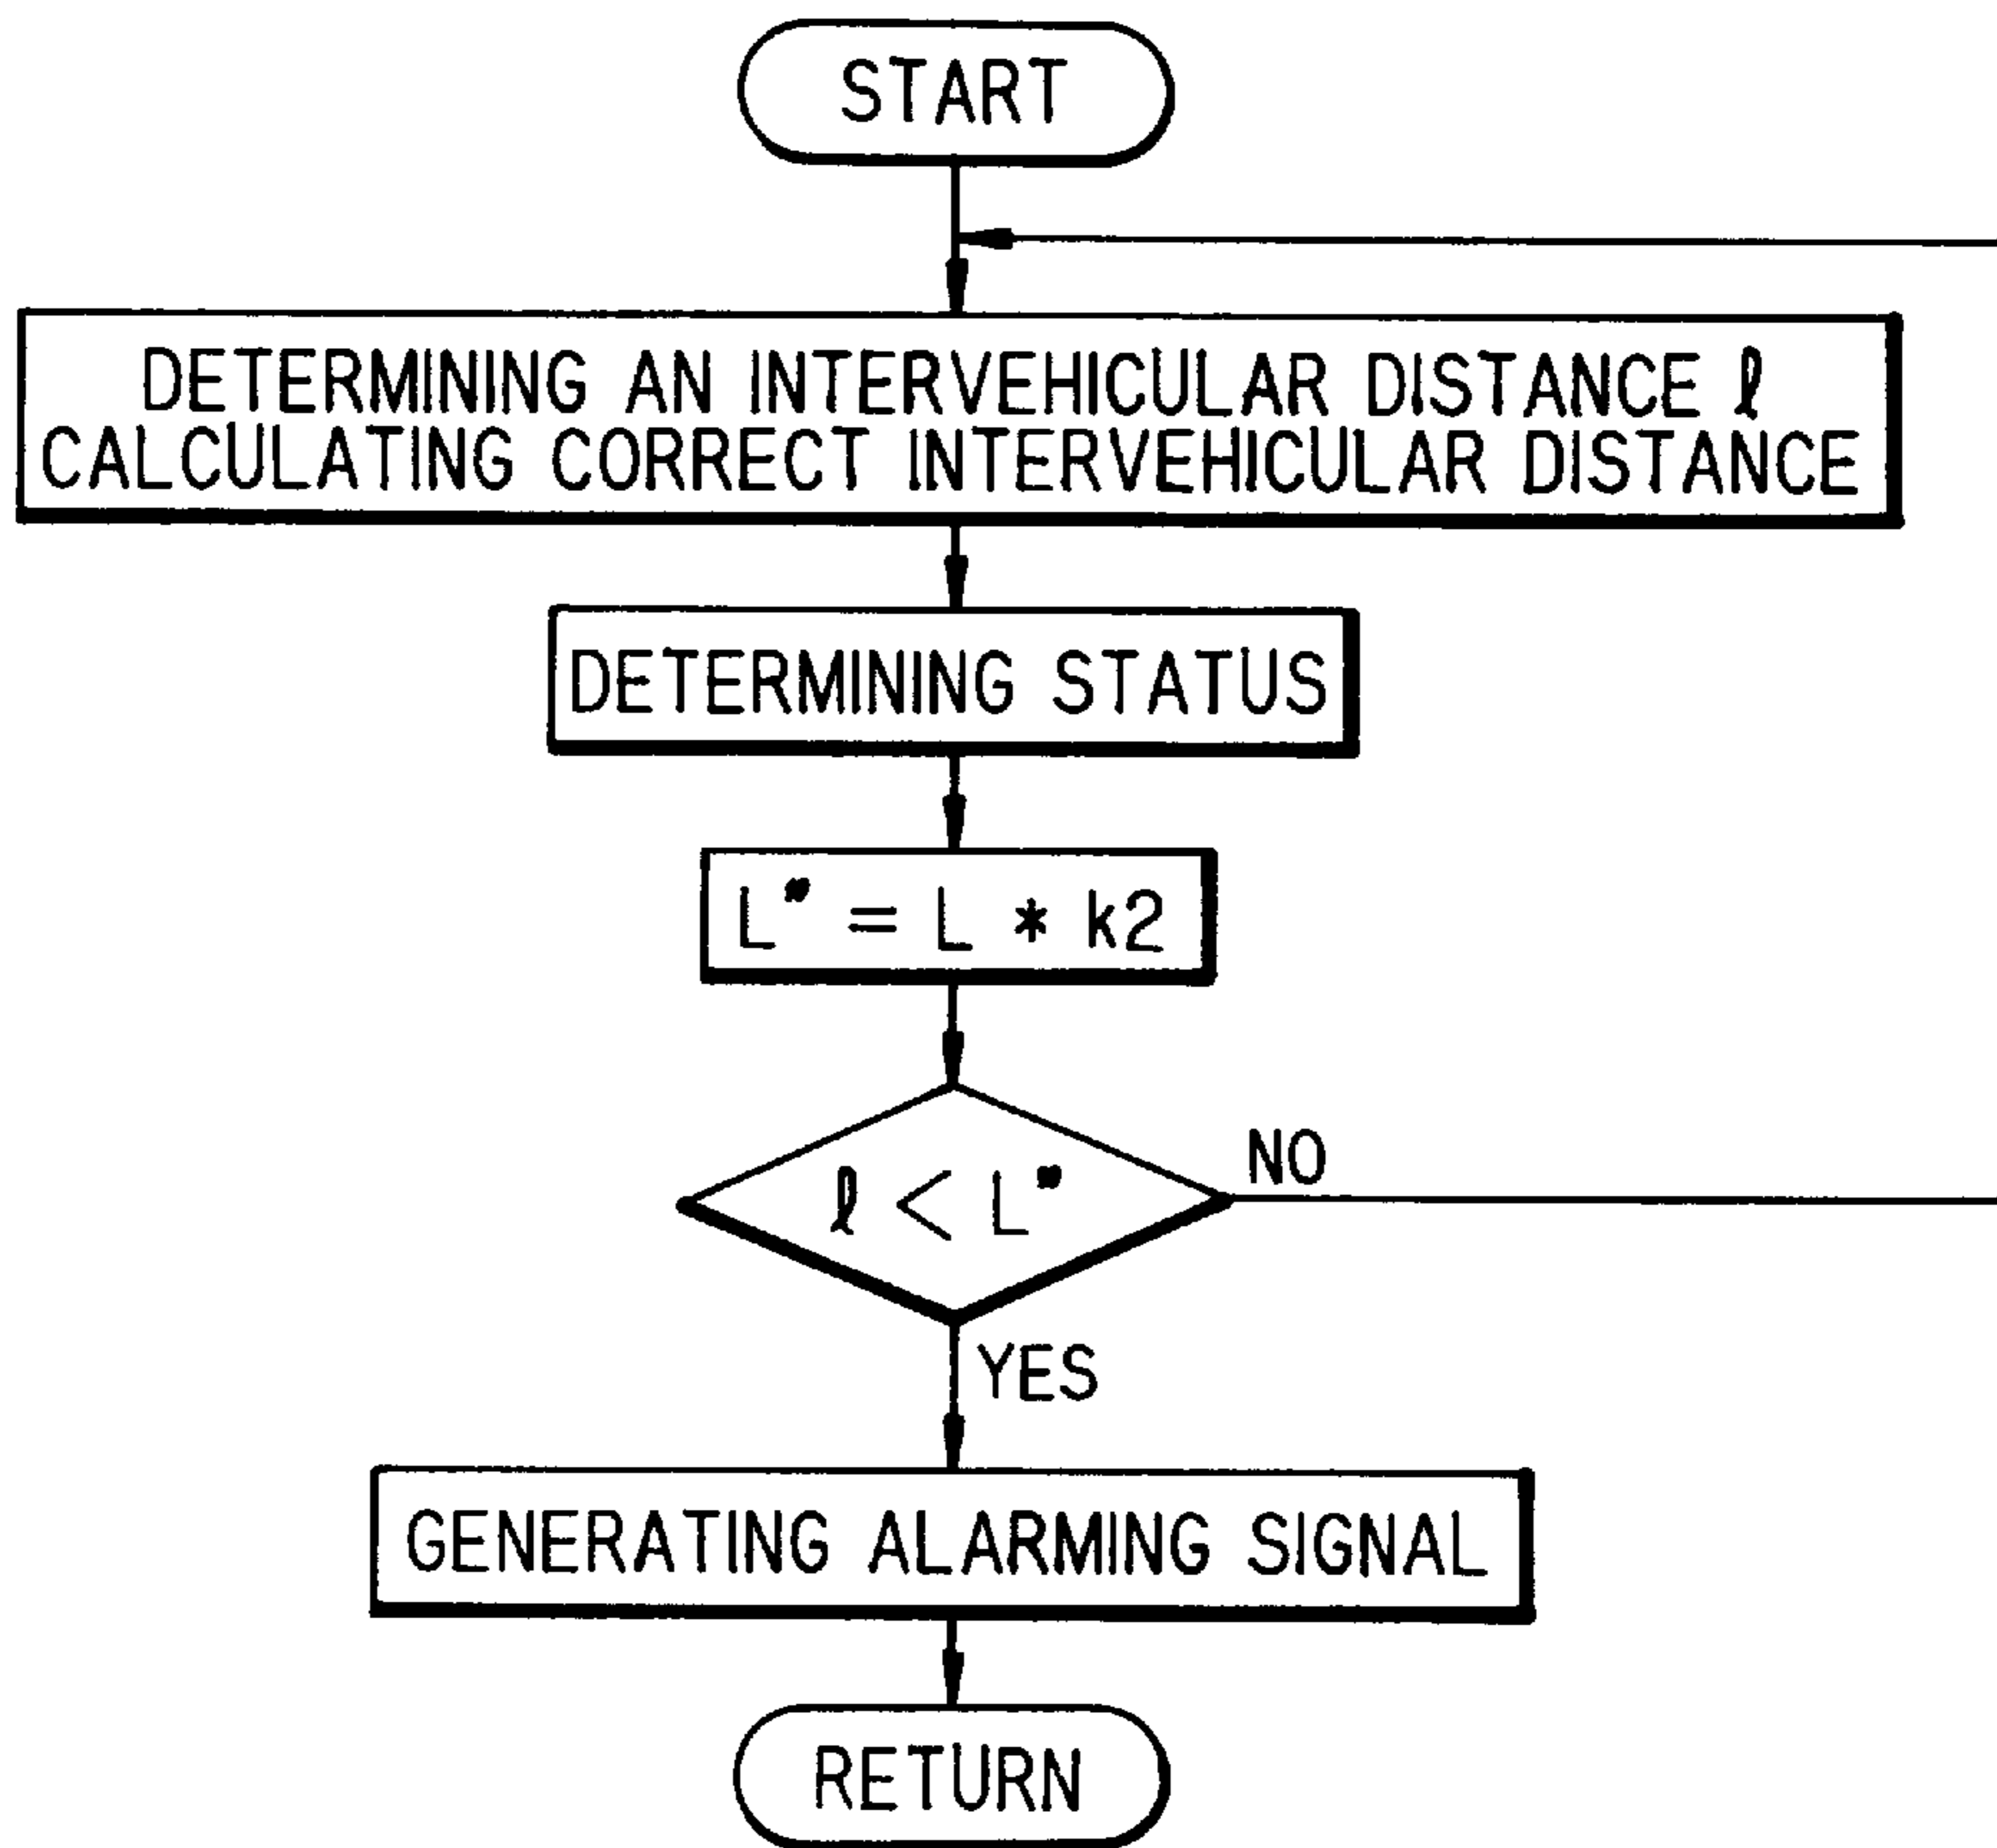 START
DETERMINING AN INTERVEHICULAR DISTANCE ℓ
CALCULATING CORRECT INTERVEHICULAR DISTANCE
DETERMINING STATUS
L" = L * k2
ℓ < L"
NO
YES
GENERATING ALARMING SIGNAL
RETURN